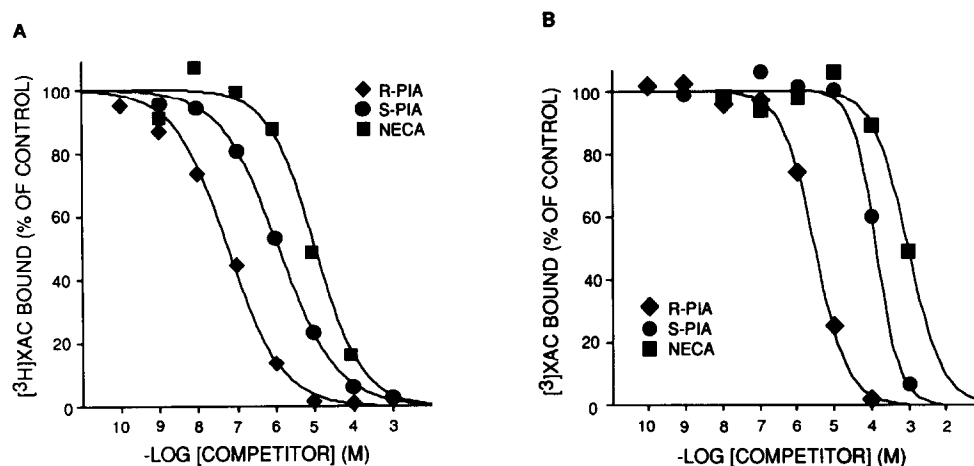 A
[3H]XAC BOUND (% OF CONTROL)
100
80
60
40
20
0
R-PIA
S-PIA
NECA
10 9 8 7 6 5 4 3
-LOG [COMPETITOR] (M)
B
[3]XAC BOUND (% OF CONTROL)
100
80
60
40
20
0
R-PIA
S-PIA
NECA
10 9 8 7 6 5 4 3 2
-LOG [COMPETITOR] (M)